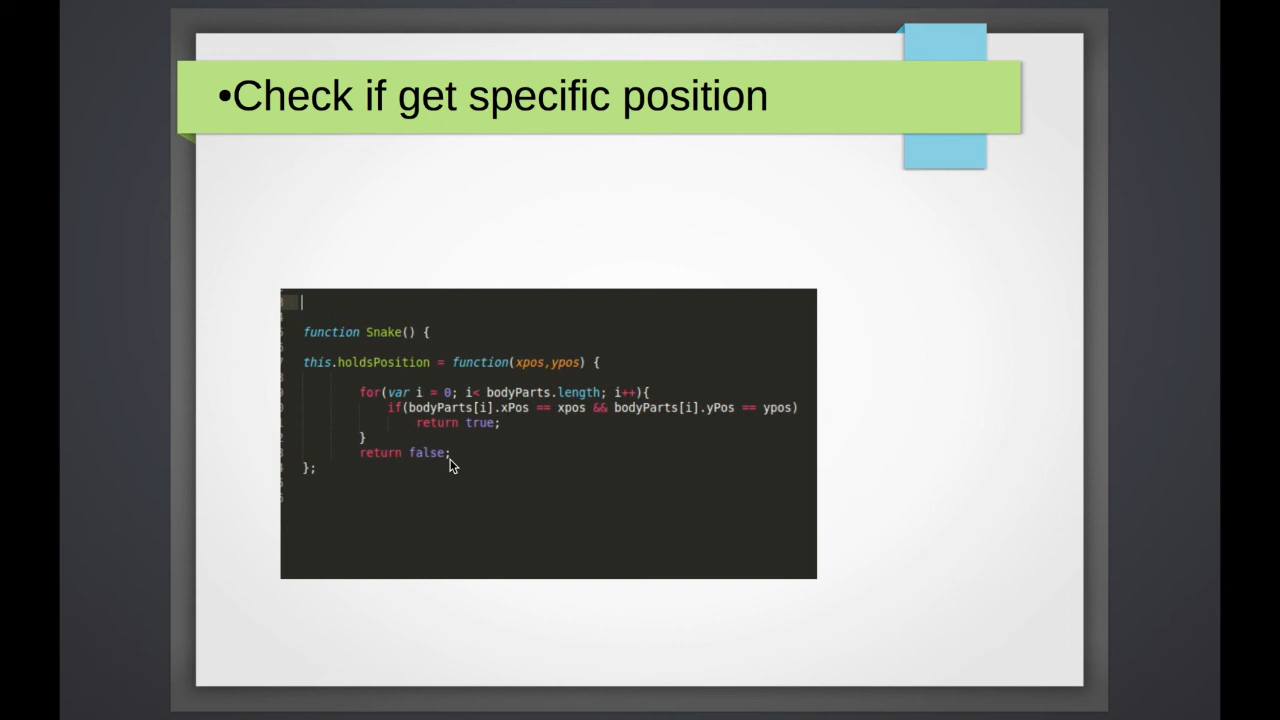 •Check if get specific position
function Snake() {
this.holdsPosition = function(xpos,ypos) {
for(var i = 0; i< bodyParts.length; i++){
if(bodyParts[i].xPos == xpos && bodyParts[i].yPos == ypos)
return true;
}
return false;
};